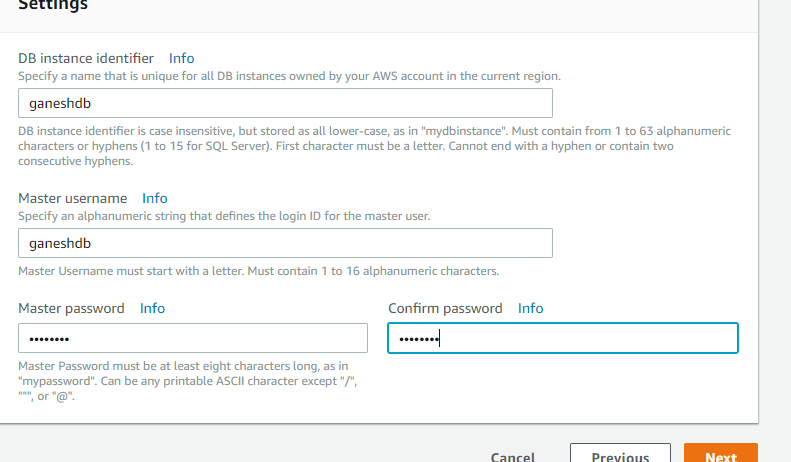 Settings
DB instance identifier Info
Specify a name that is unique for all DB instances owned by your AWS account in the current region.
ganeshdb
DB instance identifier is case insensitive, but stored as all lower-case, as in "mydbinstance". Must contain from 1 to 63 alphanumeric
characters or hyphens (1 to 15 for SQL Server). First character must be a letter. Cannot end with a hyphen or contain two
consecutive hyphens.
Master username Info
Specify an alphanumeric string that defines the login ID for the master user.
ganeshdb
Master Username must start with a letter. Must contain 1 to 16 alphanumeric characters.
Master password Info
Confirm password Info
••••••••
••••••••
Master Password must be at least eight characters long, as in
"mypassword". Can be any printable ASCII character except "/",
""", or "@".
Cancel Previous Next